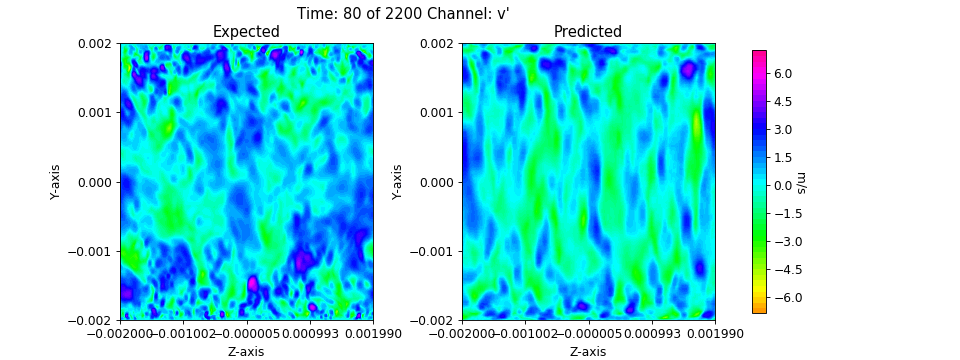 Time: 80 of 2200 Channel: v'
Expected
Predicted
0.002
0.001
0.000
−0.001
−0.002
Y-axis
−0.002000 −0.001002 −0.000005 0.000993 0.001990
Z-axis
0.002
0.001
0.000
−0.001
−0.002
Y-axis
−0.002000 −0.001002 −0.000005 0.000993 0.001990
Z-axis
6.0
4.5
3.0
1.5
0.0
−1.5
−3.0
−4.5
−6.0
m/s